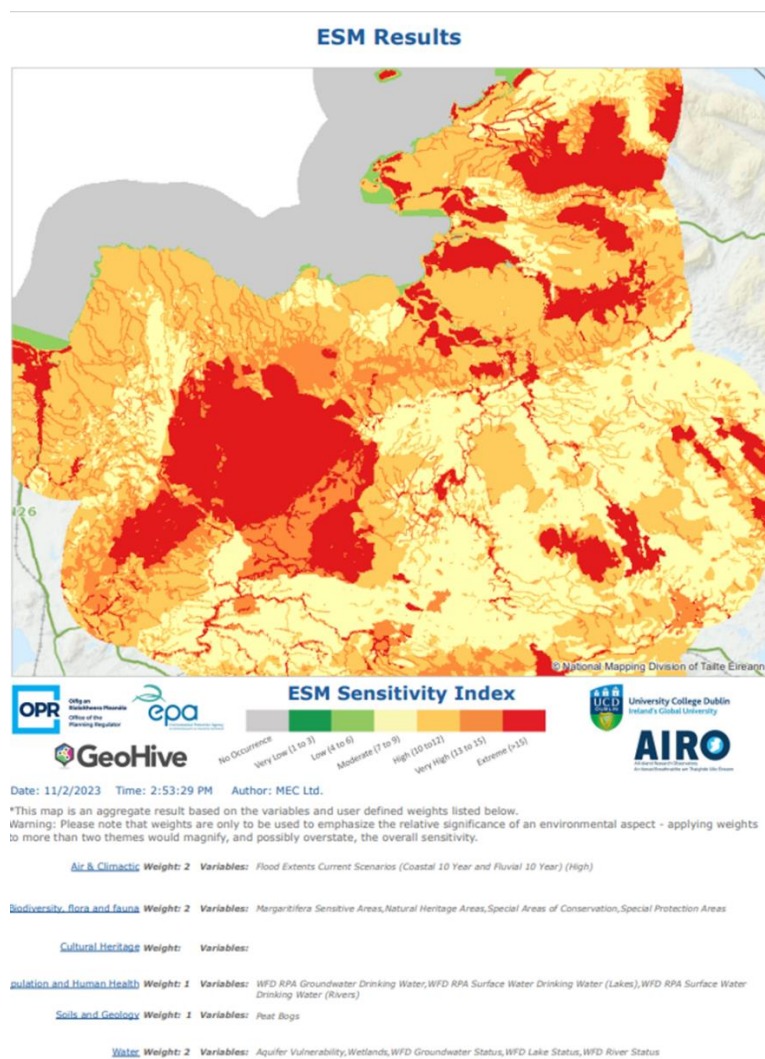 ESM Results
N26
© National Mapping Division of Tailte Éireann
ESM Sensitivity Index
OPR
Oifig an
Rialaitheora Pleanála
Office of the
Planning Regulator
epa
GeoHive
No Occurrence
Very Low (1 to 3)
Low (4 to 6)
Moderate (7 to 9)
High (10 to12)
Very High (13 to 15)
Extreme (>15)
UCD
DUBLIN
University College Dublin
Ireland's Global University
AIRO
Date: 11/2/2023 Time: 2:53:29 PM Author: MEC Ltd.
*This map is an aggregate result based on the variables and user defined weights listed below.
Warning: Please note that weights are only to be used to emphasize the relative significance of an environmental aspect - applying weights
to more than two themes would magnify, and possibly overstate, the overall sensitivity.
Air & Climactic Weight: 2 Variables: Flood Extents Current Scenarios (Coastal 10 Year and Fluvial 10 Year) (High)
Biodiversity, flora and fauna Weight: 2 Variables: Margaritifera Sensitive Areas,Natural Heritage Areas,Special Areas of Conservation,Special Protection Areas
Cultural Heritage Weight: Variables:
pulation and Human Health Weight: 1 Variables: WFD RPA Groundwater Drinking Water,WFD RPA Surface Water Drinking Water (Lakes),WFD RPA Surface Water
Drinking Water (Rivers)
Soils and Geology Weight: 1 Variables: Peat Bogs
Water Weight: 2 Variables: Aquifer Vulnerability,Wetlands,WFD Groundwater Status,WFD Lake Status,WFD River Status